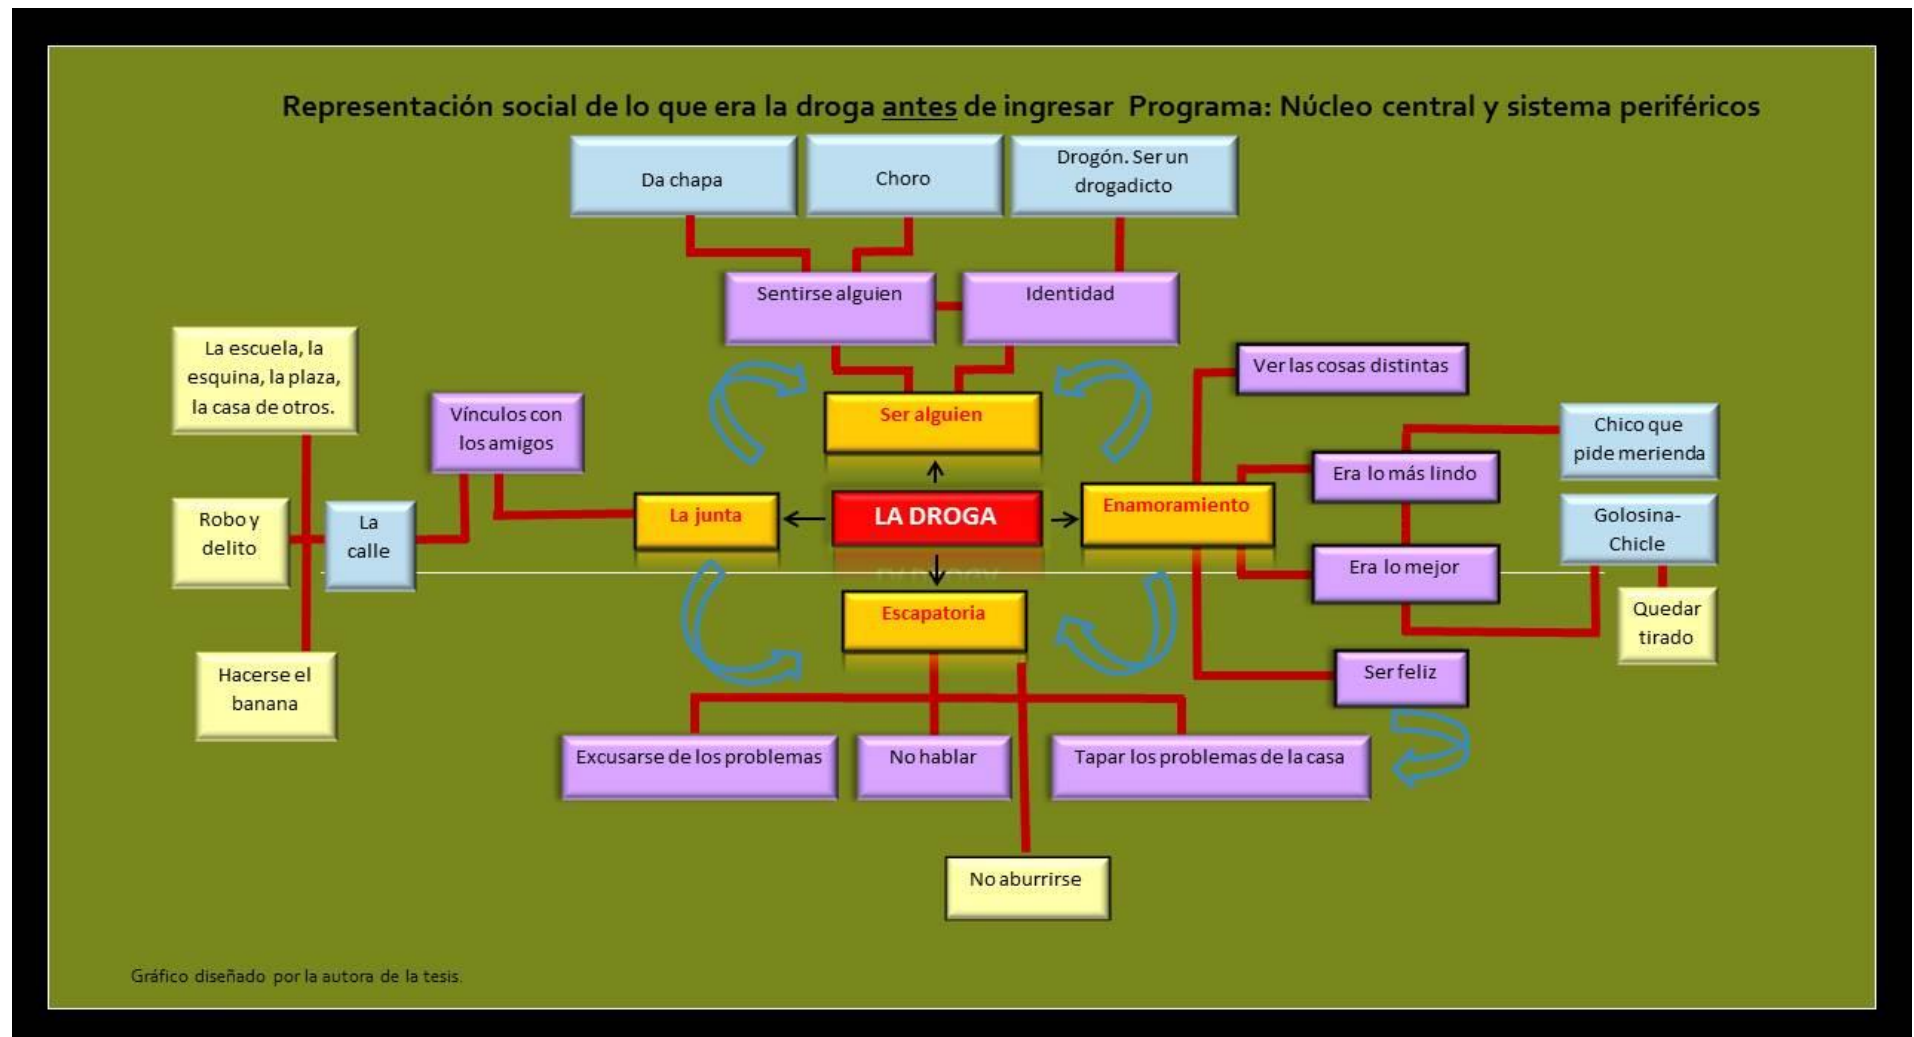 Representación social de lo que era la droga antes de ingresar Programa: Núcleo central y sistema periféricos
Da chapa
Choro
Drogón. Ser un
drogadicto
Sentirse alguien
Identidad
La escuela, la
esquina, la plaza,
la casa de otros.
Vínculos con
los amigos
Ser alguien
Ver las cosas distintas
Chico que
pide merienda
Era lo más lindo
Robo y
delito
La
calle
La junta
LA DROGA
Enamoramiento
Golosina-
Chicle
Era lo mejor
Escapatoria
Quedar
tirado
Hacerse el
banana
Ser feliz
Excusarse de los problemas
No hablar
Tapar los problemas de la casa
No aburrirse
Gráfico diseñado por la autora de la tesis.